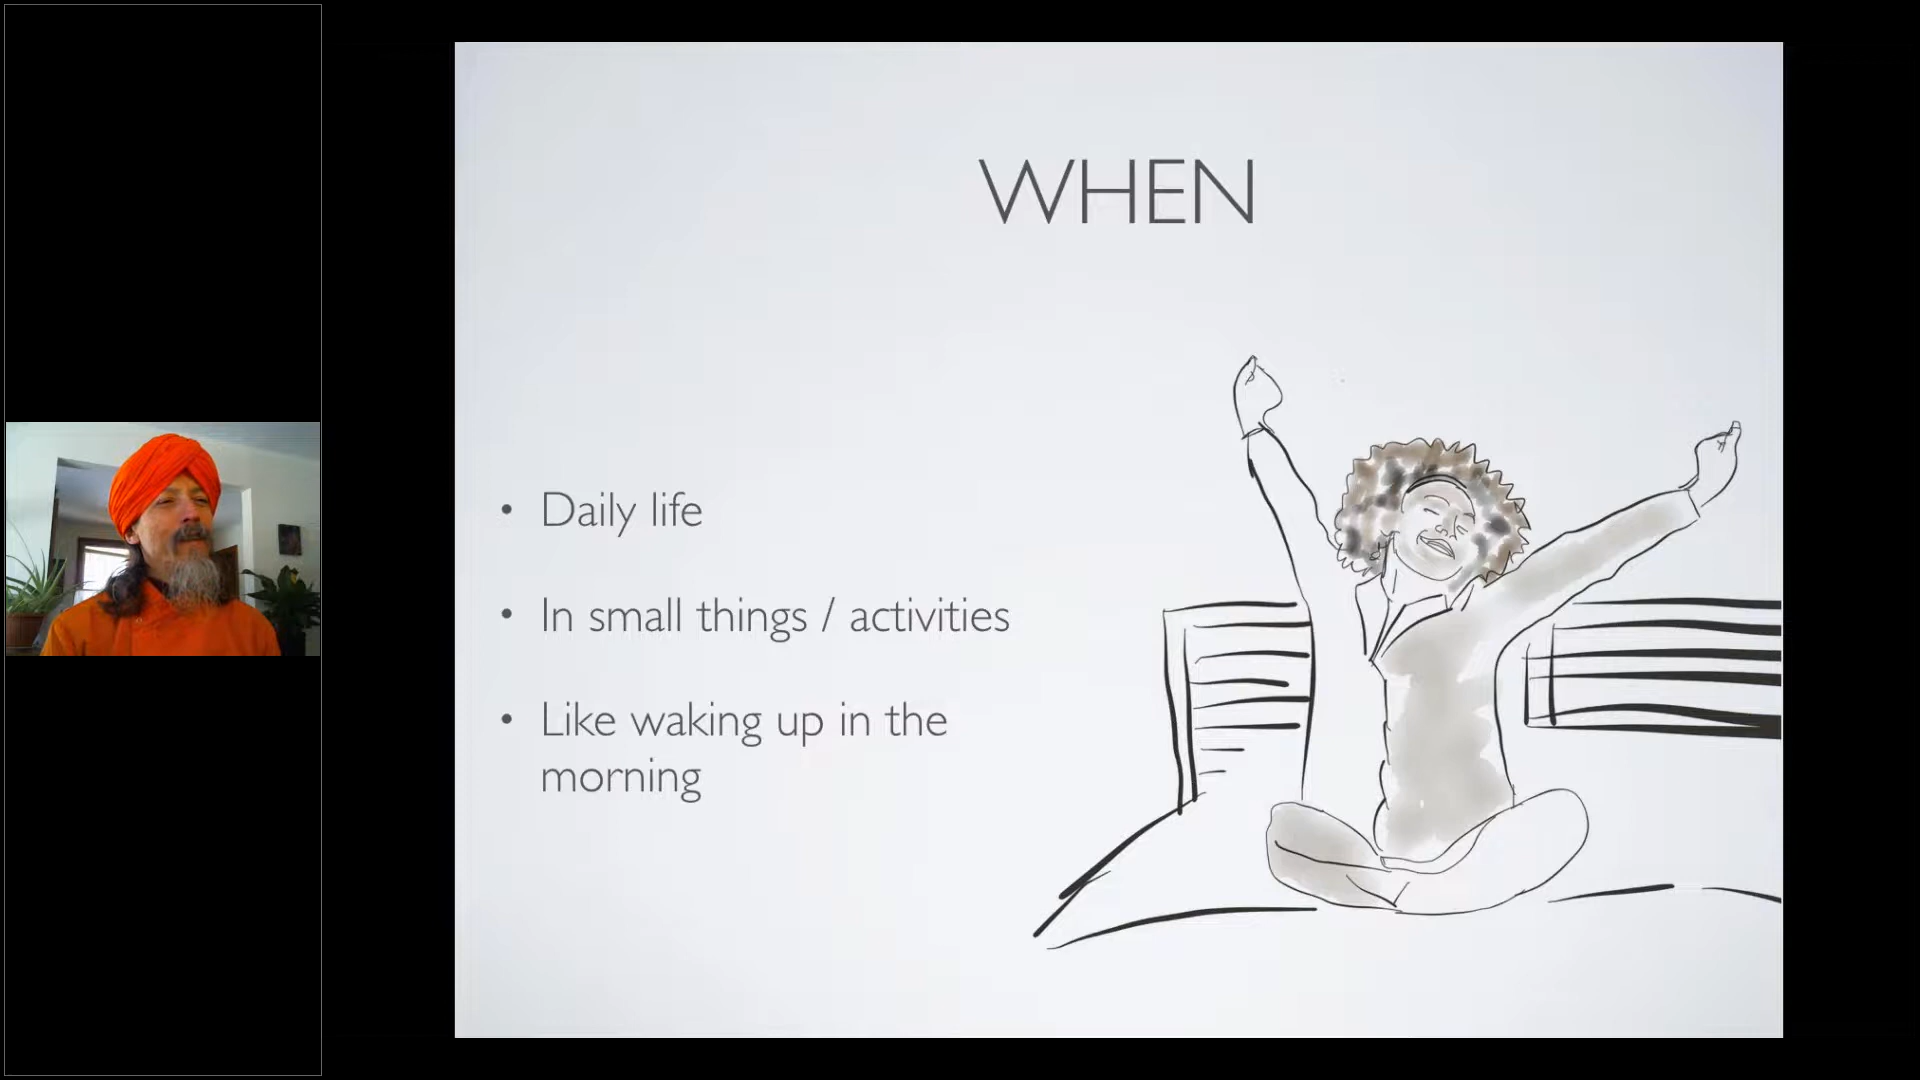 WHEN
• Daily life
• In small things / activities
• Like waking up in the
morning